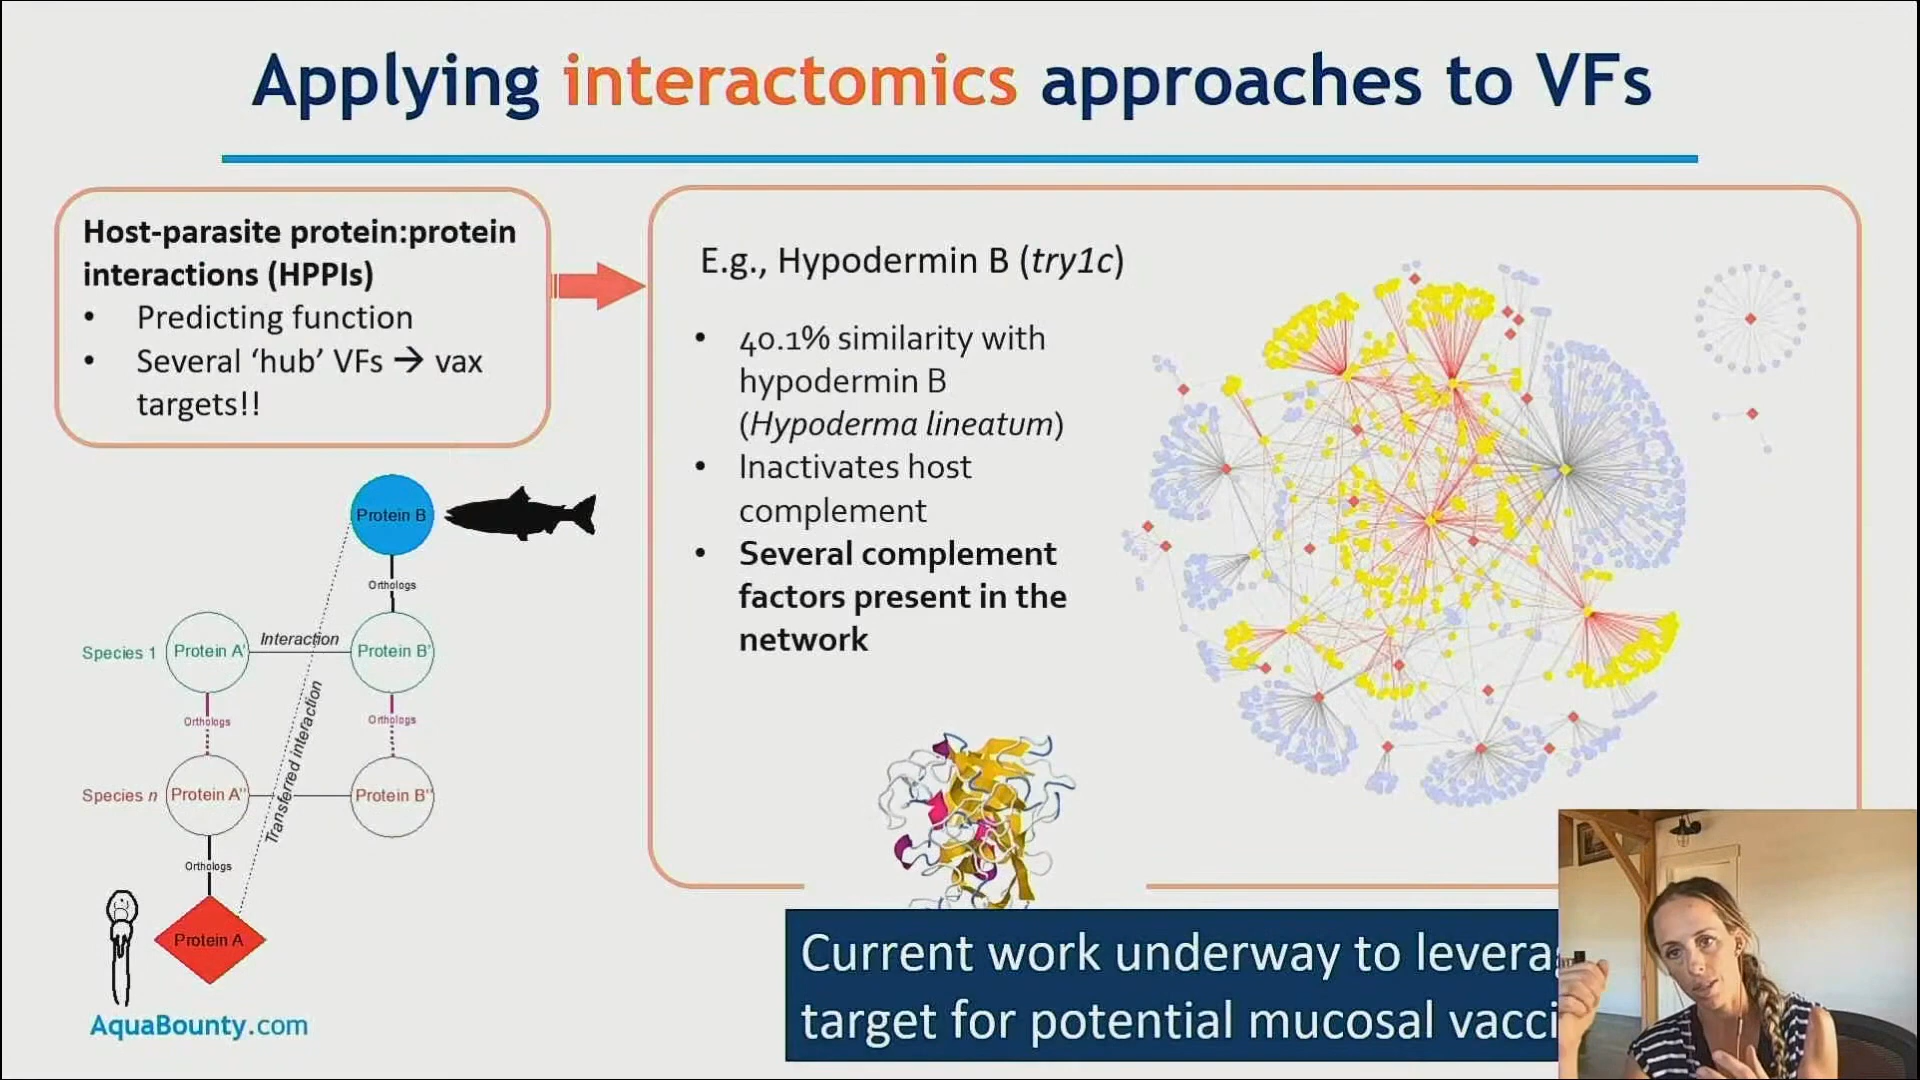 Applying interactomics approaches to VFs
Host-parasite protein:protein
interactions (HPPIs)
• Predicting function
• Several ‘hub’ VFs → vax
targets!!
E.g., Hypodermin B (try1c)
• 40.1% similarity with
hypodermin B
(Hypoderma lineatum)
• Inactivates host
complement
• Several complement
factors present in the
network
Protein B
Orthologs
Species 1
Protein A'
Interaction
Protein B'
Orthologs
Orthologs
Transferred interaction
Species n
Protein A''
Protein B''
Orthologs
Protein A
AquaBounty.com
Current work underway to levera
target for potential mucosal vacci